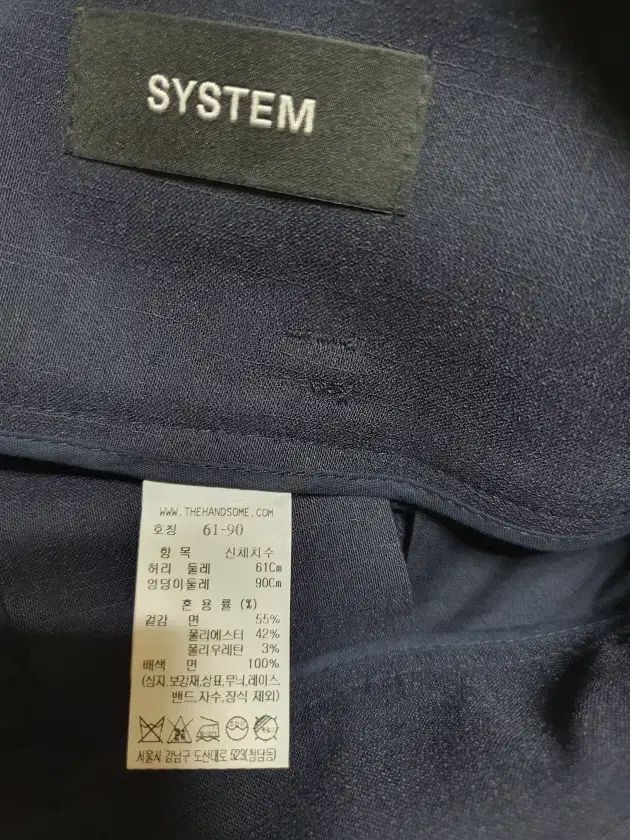 SYSTEM
WWW.THEHANDSOME.COM
호칭 61-90
항 목 신체치수
허리 둘레 61Cm
엉덩이둘레 90Cm
혼 용 률 (%)
겉감 면 55%
폴리에스터 42%
폴리우레탄 3%
배색 면 100%
(심지,보강재,상표,무늬,레이스,
밴드,자수,장식 제외)
서울시 강남구 도산대로 523(청담동)